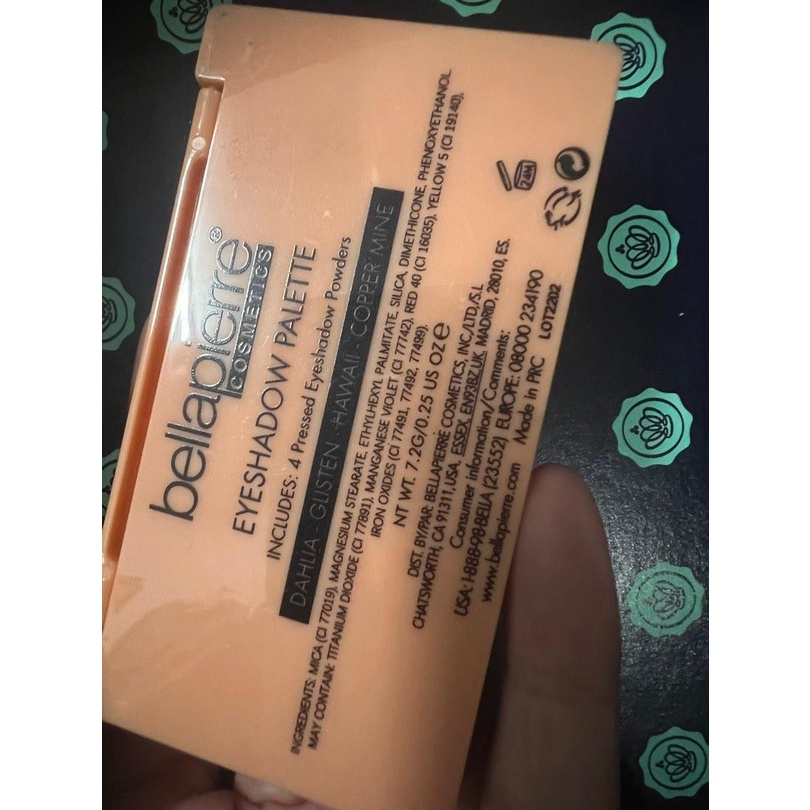 bellapierre®
COSMETICS
EYESHADOW PALETTE
INCLUDES: 4 Pressed Eyeshadow Powders
DAHLIA - GLISTEN - HAWAII - COPPER MINE
INGREDIENTS: MICA (CI 77019), MAGNESIUM STEARATE, ETHYLHEXYL PALMITATE, SILICA, DIMETHICONE, PHENOXYETHANOL
MAY CONTAIN: TITANIUM DIOXIDE (CI 77891), MANGANESE VIOLET (CI 77742), RED 40 (CI 16035), YELLOW 5 (CI 19140),
IRON OXIDES (CI 77491, 77492, 77499).
NT WT. 7.2G/0.25 US OZ e
DIST. BY/PAR: BELLAPIERRE COSMETICS, INC/LTD/S.L
CHATSWORTH, CA 91311, USA, ESSEX, EN93BZ, UK, MADRID, 28010, ES.
Consumer information/Comments:
USA: 1-888-98-BELLA (23552) EUROPE: 08000 234190
www.bellapierre.com Made in PRC LOT2202
24M